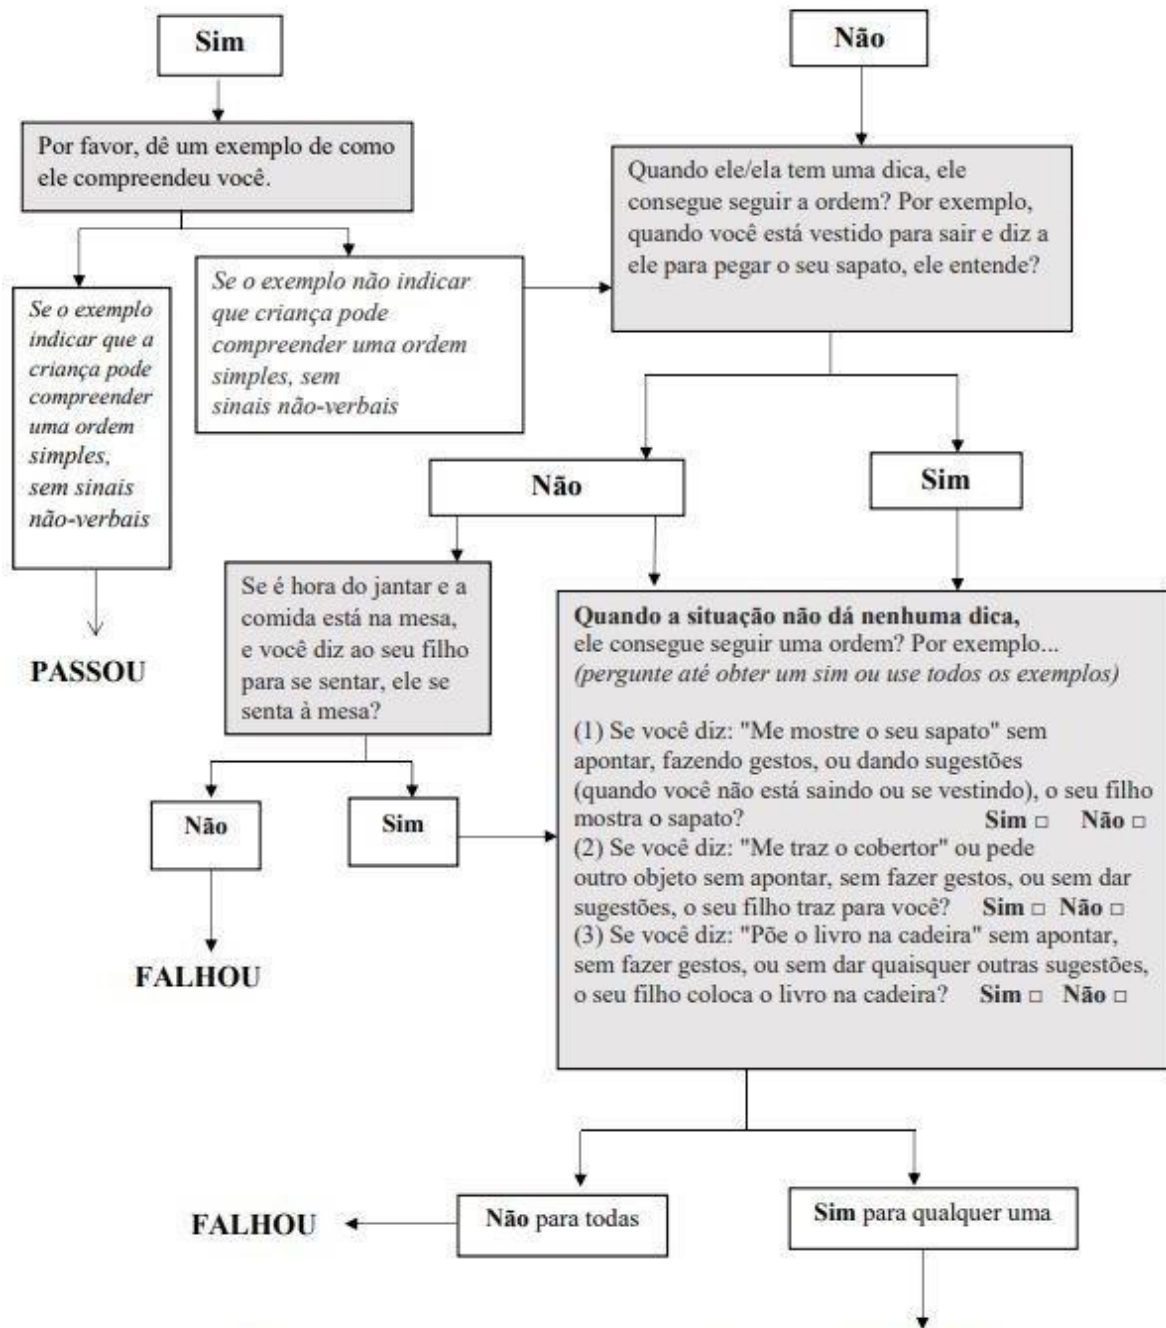 Sim
Não
Por favor, dê um exemplo de como
ele compreendeu você.
Quando ele/ela tem uma dica, ele
consegue seguir a ordem? Por exemplo,
quando você está vestido para sair e diz a
ele para pegar o seu sapato, ele entende?
Se o exemplo
indicar que a
criança pode
compreender
uma ordem
simples,
sem sinais
não-verbais
Se o exemplo não indicar
que criança pode
compreender uma ordem
simples, sem
sinais não-verbais
Não
Sim
PASSOU
Se é hora do jantar e a
comida está na mesa,
e você diz ao seu filho
para se sentar, ele se
senta à mesa?
Quando a situação não dá nenhuma dica,
ele consegue seguir uma ordem? Por exemplo...
(pergunte até obter um sim ou use todos os exemplos)
(1) Se você diz: "Me mostre o seu sapato" sem
apontar, fazendo gestos, ou dando sugestões
(quando você não está saindo ou se vestindo), o seu filho
mostra o sapato? Sim □ Não □
(2) Se você diz: "Me traz o cobertor" ou pede
outro objeto sem apontar, sem fazer gestos, ou sem dar
sugestões, o seu filho traz para você? Sim □ Não □
(3) Se você diz: "Põe o livro na cadeira" sem apontar,
sem fazer gestos, ou sem dar quaisquer outras sugestões,
o seu filho coloca o livro na cadeira? Sim □ Não □
Não
Sim
FALHOU
FALHOU
Não para todas
Sim para qualquer uma